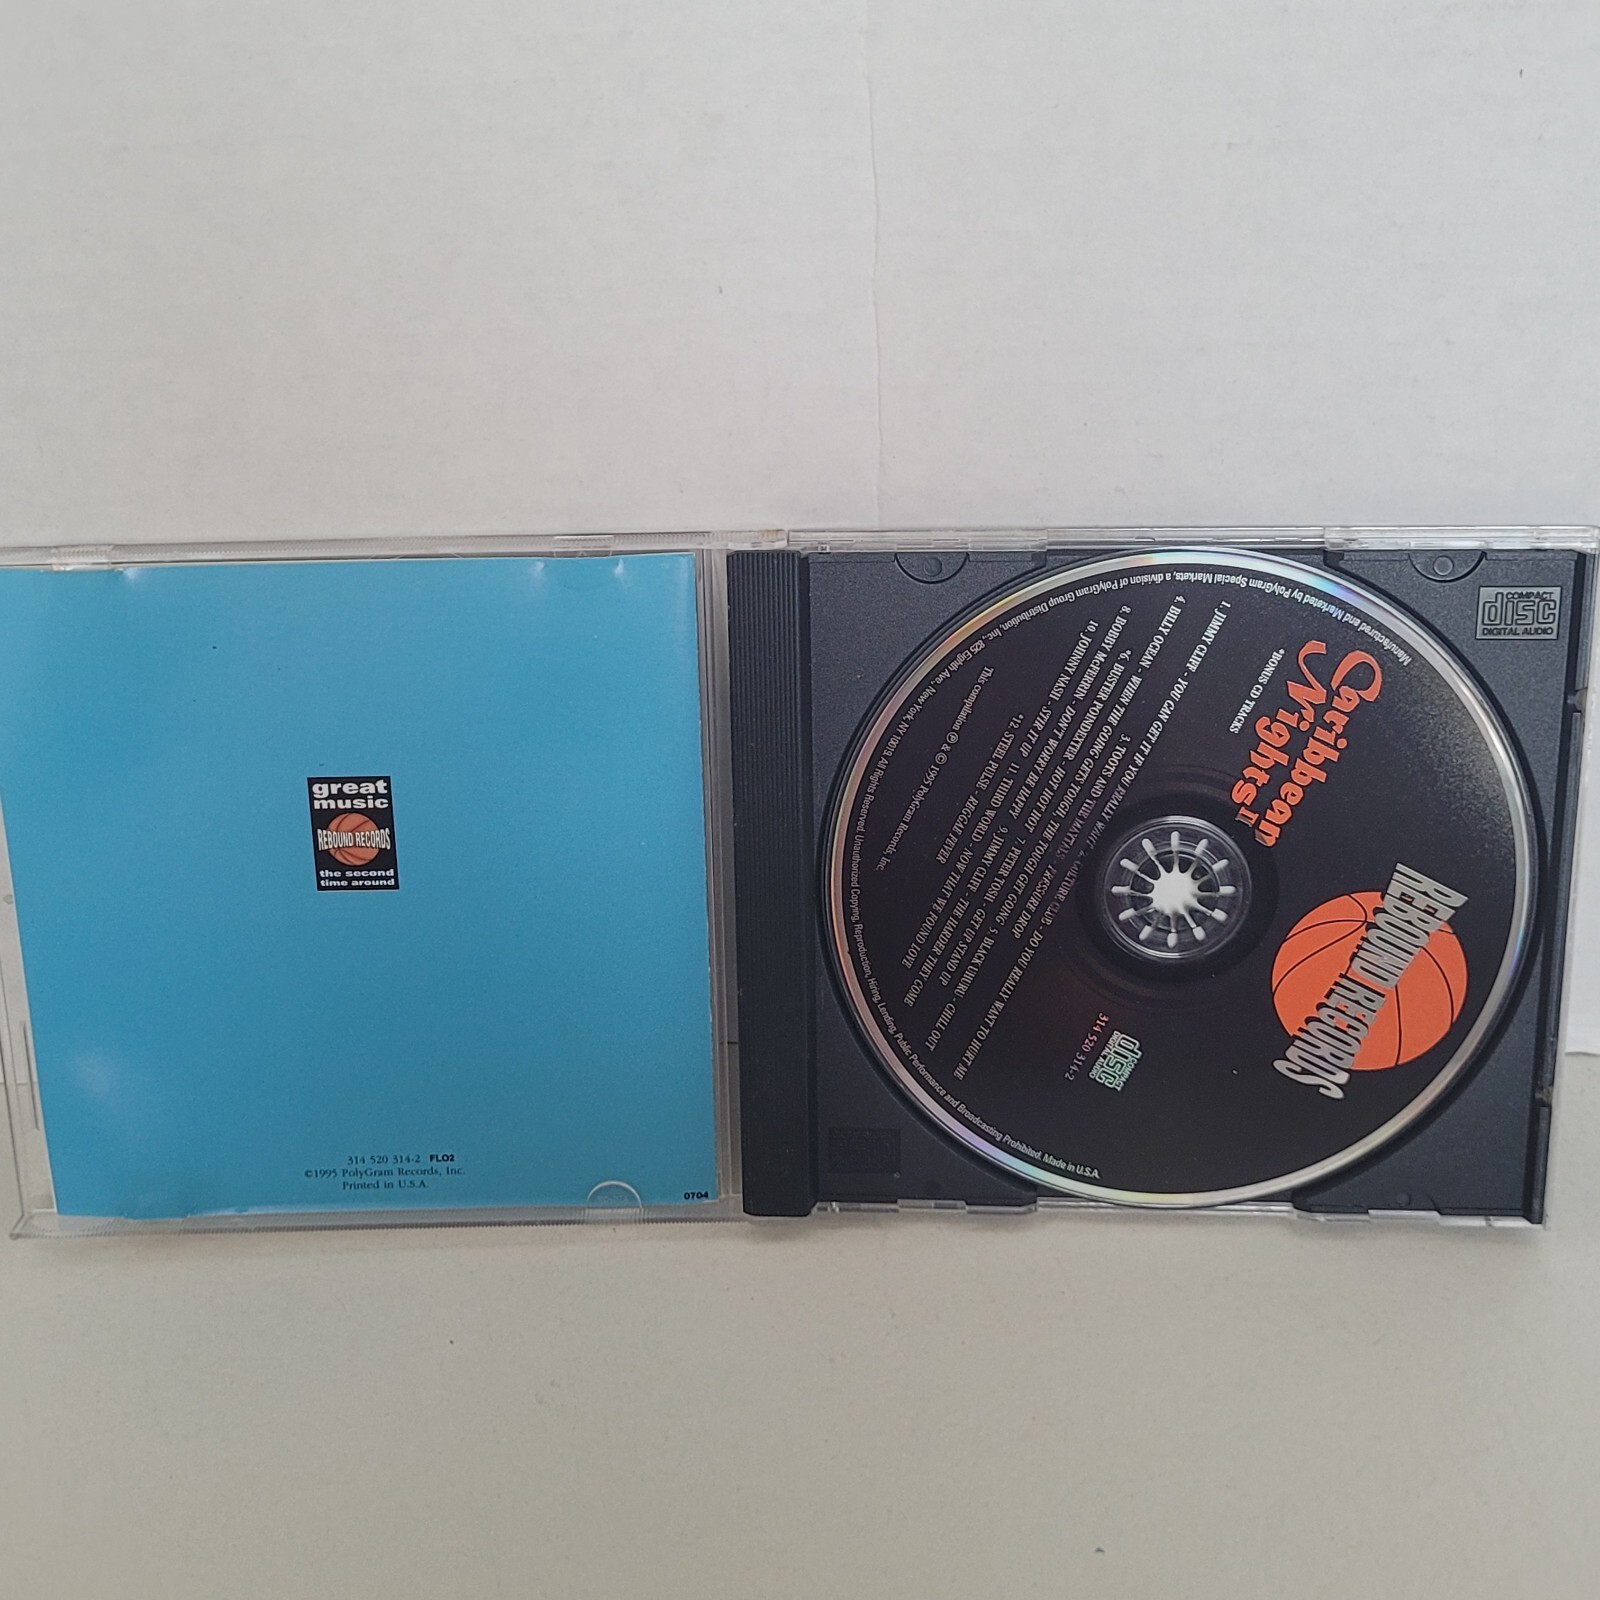 great
music
REBOUND RECORDS
the second
time around
314 520 314-2 FLO2
©1995 PolyGram Records, Inc.
Printed in U.S.A.
0704
COMPACT
disc
DIGITAL AUDIO
REBOUND RECORDS
Caribbean
Nights II
*BONUS CD TRACKS
1. JIMMY CLIFF - YOU CAN GET IT IF YOU REALLY WANT 2. CULTURE CLUB - DO YOU REALLY WANT TO HURT ME
3. TOOTS AND THE MAYTALS - PRESSURE DROP
4. BILLY OCEAN - WHEN THE GOING GETS TOUGH, THE TOUGH GET GOING 5. BLACK UHURU - CHILL OUT
*6. BUSTER POINDEXTER - HOT HOT HOT 7. PETER TOSH - GET UP STAND UP
8. BOBBY McFERRIN - DON'T WORRY BE HAPPY 9. JIMMY CLIFF - THE HARDER THEY COME
10. JOHNNY NASH - STIR IT UP 11. THIRD WORLD - NOW THAT WE FOUND LOVE
*12. STEEL PULSE - REGGAE FEVER
This compilation ℗ & © 1995 PolyGram Records, Inc.
314 520 314-2
COMPACT
disc
DIGITAL AUDIO
Manufactured and Marketed by PolyGram Special Markets, a division of PolyGram Group Distribution, Inc., 825 Eighth Ave., New York, NY 10019. All Rights Reserved Unauthorized Copying, Reproduction, Hiring, Lending, Public Performance and Broadcasting Prohibited. Made in U.S.A.